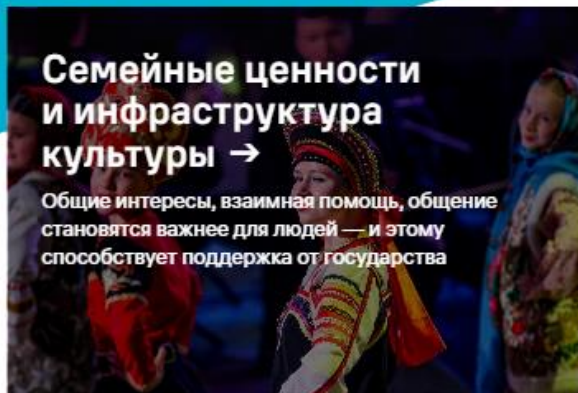 Семейные ценности
и инфраструктура
культуры →
Общие интересы, взаимная помощь, общение
становятся важнее для людей — и этому
способствует поддержка от государства